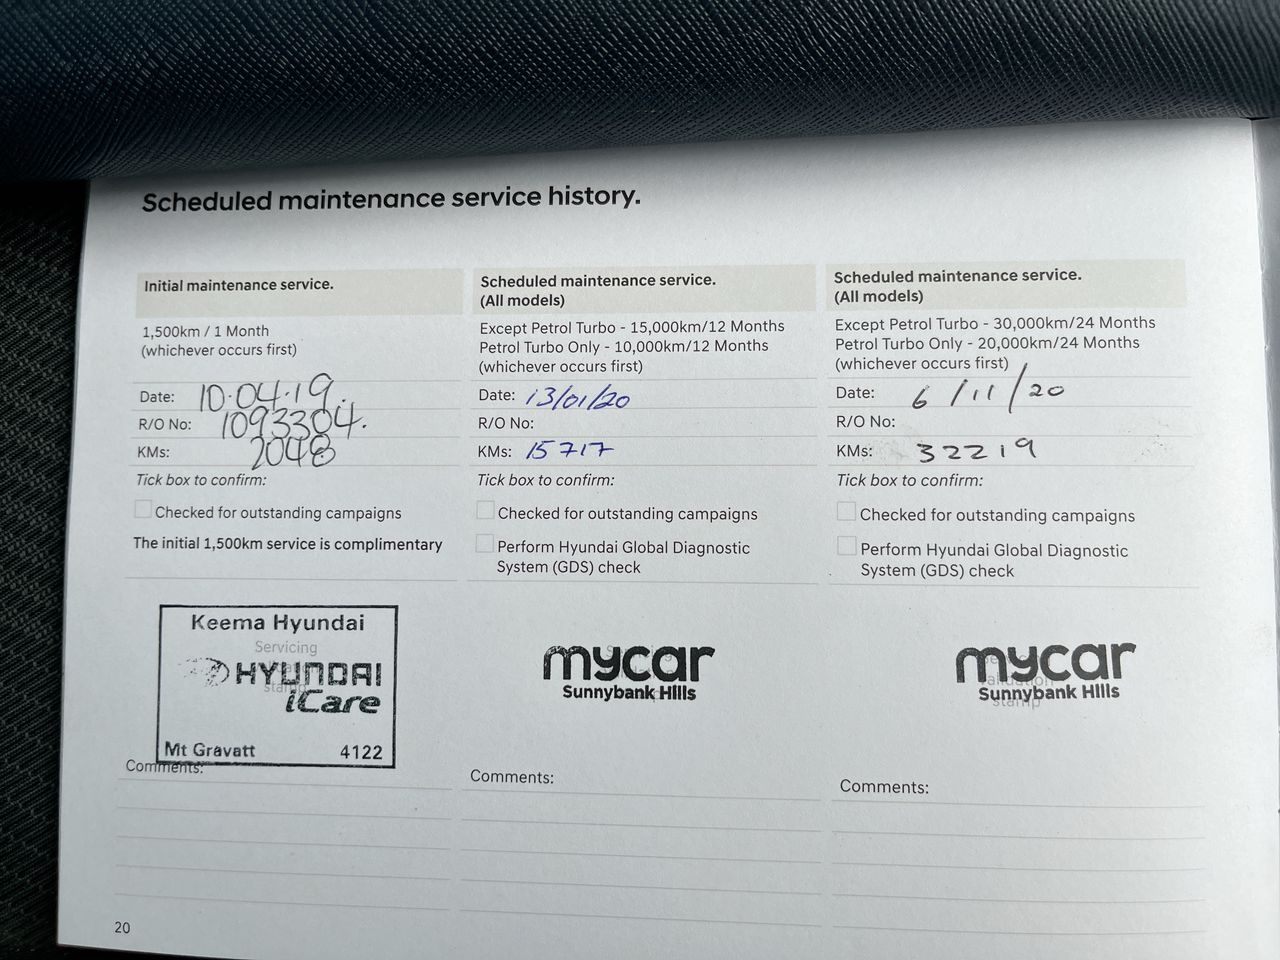 Scheduled maintenance service history.
Initial maintenance service.
1,500km / 1 Month
(whichever occurs first)
Date: 10.04.19.
R/O No: 1093304.
KMs: 2048
Tick box to confirm:
Checked for outstanding campaigns
The initial 1,500km service is complimentary
Keema Hyundai
Servicing
HYUNDAI
iCare
Mt Gravatt 4122
Comments:
Scheduled maintenance service.
(All models)
Except Petrol Turbo - 15,000km/12 Months
Petrol Turbo Only - 10,000km/12 Months
(whichever occurs first)
Date: 13/01/20
R/O No:
KMs: 15717
Tick box to confirm:
Checked for outstanding campaigns
Perform Hyundai Global Diagnostic
System (GDS) check
mycar
Sunnybank Hills
Comments:
Scheduled maintenance service.
(All models)
Except Petrol Turbo - 30,000km/24 Months
Petrol Turbo Only - 20,000km/24 Months
(whichever occurs first)
Date: 6/11/20
R/O No:
KMs: 32219
Tick box to confirm:
Checked for outstanding campaigns
Perform Hyundai Global Diagnostic
System (GDS) check
mycar
Sunnybank Hills
stamp
Comments:
20